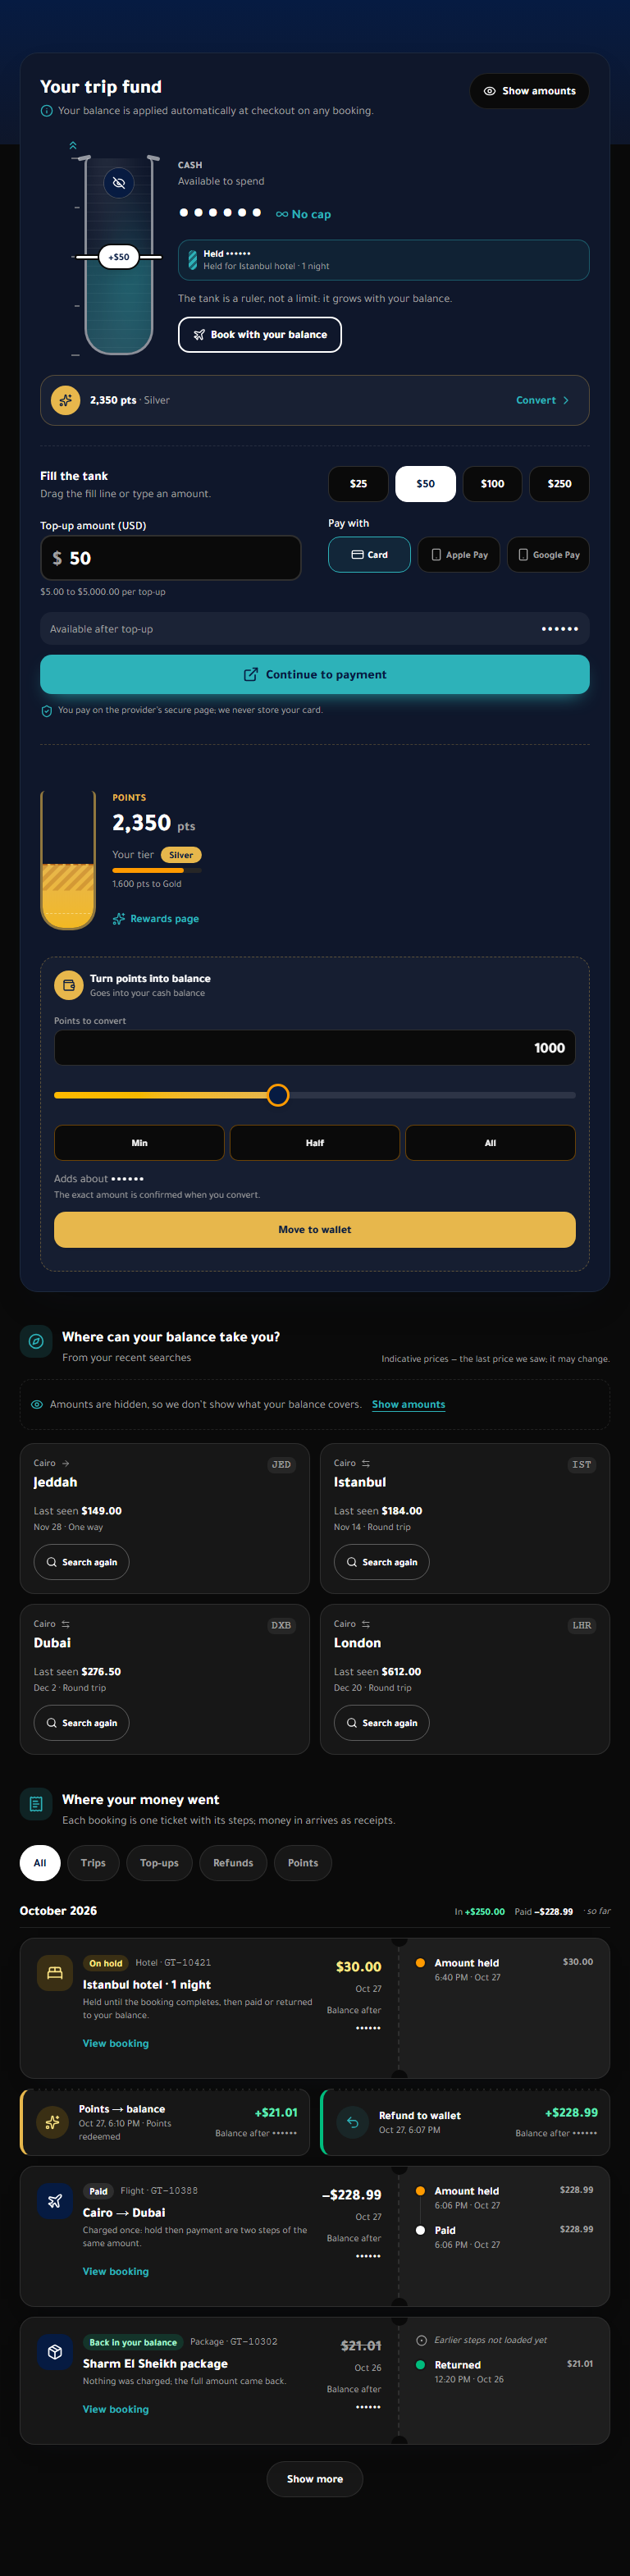 Your trip fund
Show amounts
Your balance is applied automatically at checkout on any booking.
CASH
Available to spend
•••••• No cap
+$50
Held ••••••
Held for Istanbul hotel · 1 night
The tank is a ruler, not a limit: it grows with your balance.
Book with your balance
2,350 pts · Silver
Convert
Fill the tank
Drag the fill line or type an amount.
$25
$50
$100
$250
Top-up amount (USD)
$ 50
$5.00 to $5,000.00 per top-up
Pay with
Card
Apple Pay
Google Pay
Available after top-up ••••••
Continue to payment
You pay on the provider's secure page; we never store your card.
POINTS
2,350 pts
Your tier Silver
1,600 pts to Gold
Rewards page
Turn points into balance
Goes into your cash balance
Points to convert
1000
Min
Half
All
Adds about ••••••
The exact amount is confirmed when you convert.
Move to wallet
Where can your balance take you?
From your recent searches
Indicative prices — the last price we saw; it may change.
Amounts are hidden, so we don't show what your balance covers. Show amounts
Cairo → JED
Jeddah
Last seen $149.00
Nov 28 · One way
Search again
Cairo ⇆ IST
Istanbul
Last seen $184.00
Nov 14 · Round trip
Search again
Cairo ⇆ DXB
Dubai
Last seen $276.50
Dec 2 · Round trip
Search again
Cairo ⇆ LHR
London
Last seen $612.00
Dec 20 · Round trip
Search again
Where your money went
Each booking is one ticket with its steps; money in arrives as receipts.
All
Trips
Top-ups
Refunds
Points
October 2026
In +$250.00 Paid −$228.99 · so far
On hold Hotel · GT-10421
Istanbul hotel · 1 night
Held until the booking completes, then paid or returned
to your balance.
View booking
$30.00
Oct 27
Balance after
••••••
Amount held $30.00
6:40 PM · Oct 27
Points → balance
Oct 27, 6:10 PM · Points
redeemed
+$21.01
Balance after ••••••
Refund to wallet
Oct 27, 6:07 PM
+$228.99
Balance after ••••••
Paid Flight · GT-10388
Cairo → Dubai
Charged once: hold then payment are two steps of the
same amount.
View booking
−$228.99
Oct 27
Balance after
••••••
Amount held $228.99
6:06 PM · Oct 27
Paid $228.99
6:06 PM · Oct 27
Back in your balance Package · GT-10302
Sharm El Sheikh package
Nothing was charged; the full amount came back.
View booking
$21.01
Oct 26
Balance after
••••••
Earlier steps not loaded yet
Returned $21.01
12:20 PM · Oct 26
Show more